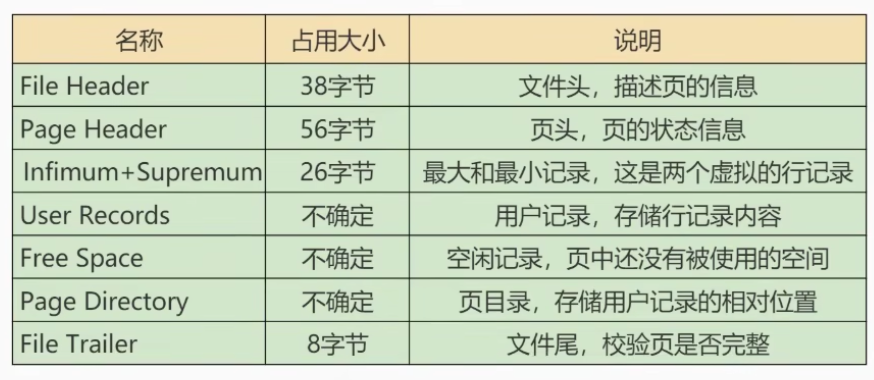 名称 占用大小 说明
File Header 38字节 文件头，描述页的信息
Page Header 56字节 页头，页的状态信息
Infimum+Supremum 26字节 最大和最小记录，这是两个虚拟的行记录
User Records 不确定 用户记录，存储行记录内容
Free Space 不确定 空闲记录，页中还没有被使用的空间
Page Directory 不确定 页目录，存储用户记录的相对位置
File Trailer 8字节 文件尾，校验页是否完整